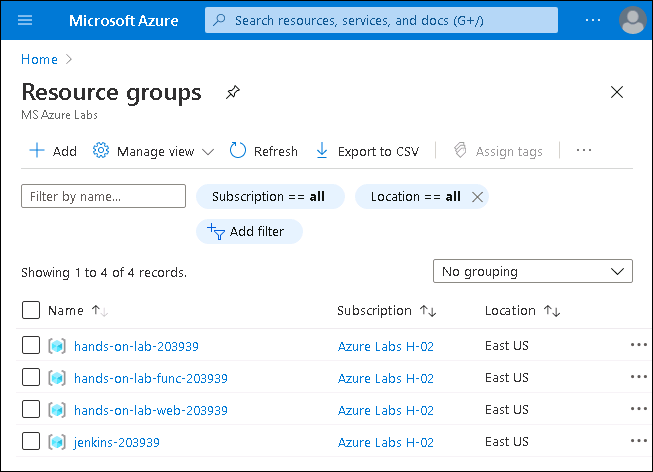 Microsoft Azure
Search resources, services, and docs (G+/)
...
Home >
Resource groups
MS Azure Labs
Add
Manage view
Refresh
Export to CSV
Assign tags
...
Filter by name...
Subscription == all
Location == all
Add filter
Showing 1 to 4 of 4 records.
No grouping
Name Subscription Location
hands-on-lab-203939 Azure Labs H-02 East US ...
hands-on-lab-func-203939 Azure Labs H-02 East US ...
hands-on-lab-web-203939 Azure Labs H-02 East US ...
jenkins-203939 Azure Labs H-02 East US ...